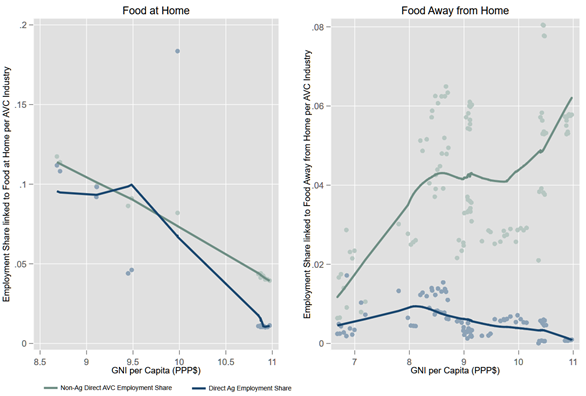 Food at Home
Food Away from Home
Employment Share linked to Food at Home per AVC Industry
.2
.15
.1
.05
0
8.5
9
9.5
10
10.5
11
GNI per Capita (PPP$)
Employment Share linked to Food Away from Home per AVC Industry
.08
.06
.04
.02
0
7
8
9
10
11
GNI per Capita (PPP$)
Non-Ag Direct AVC Employment Share
Direct Ag Employment Share